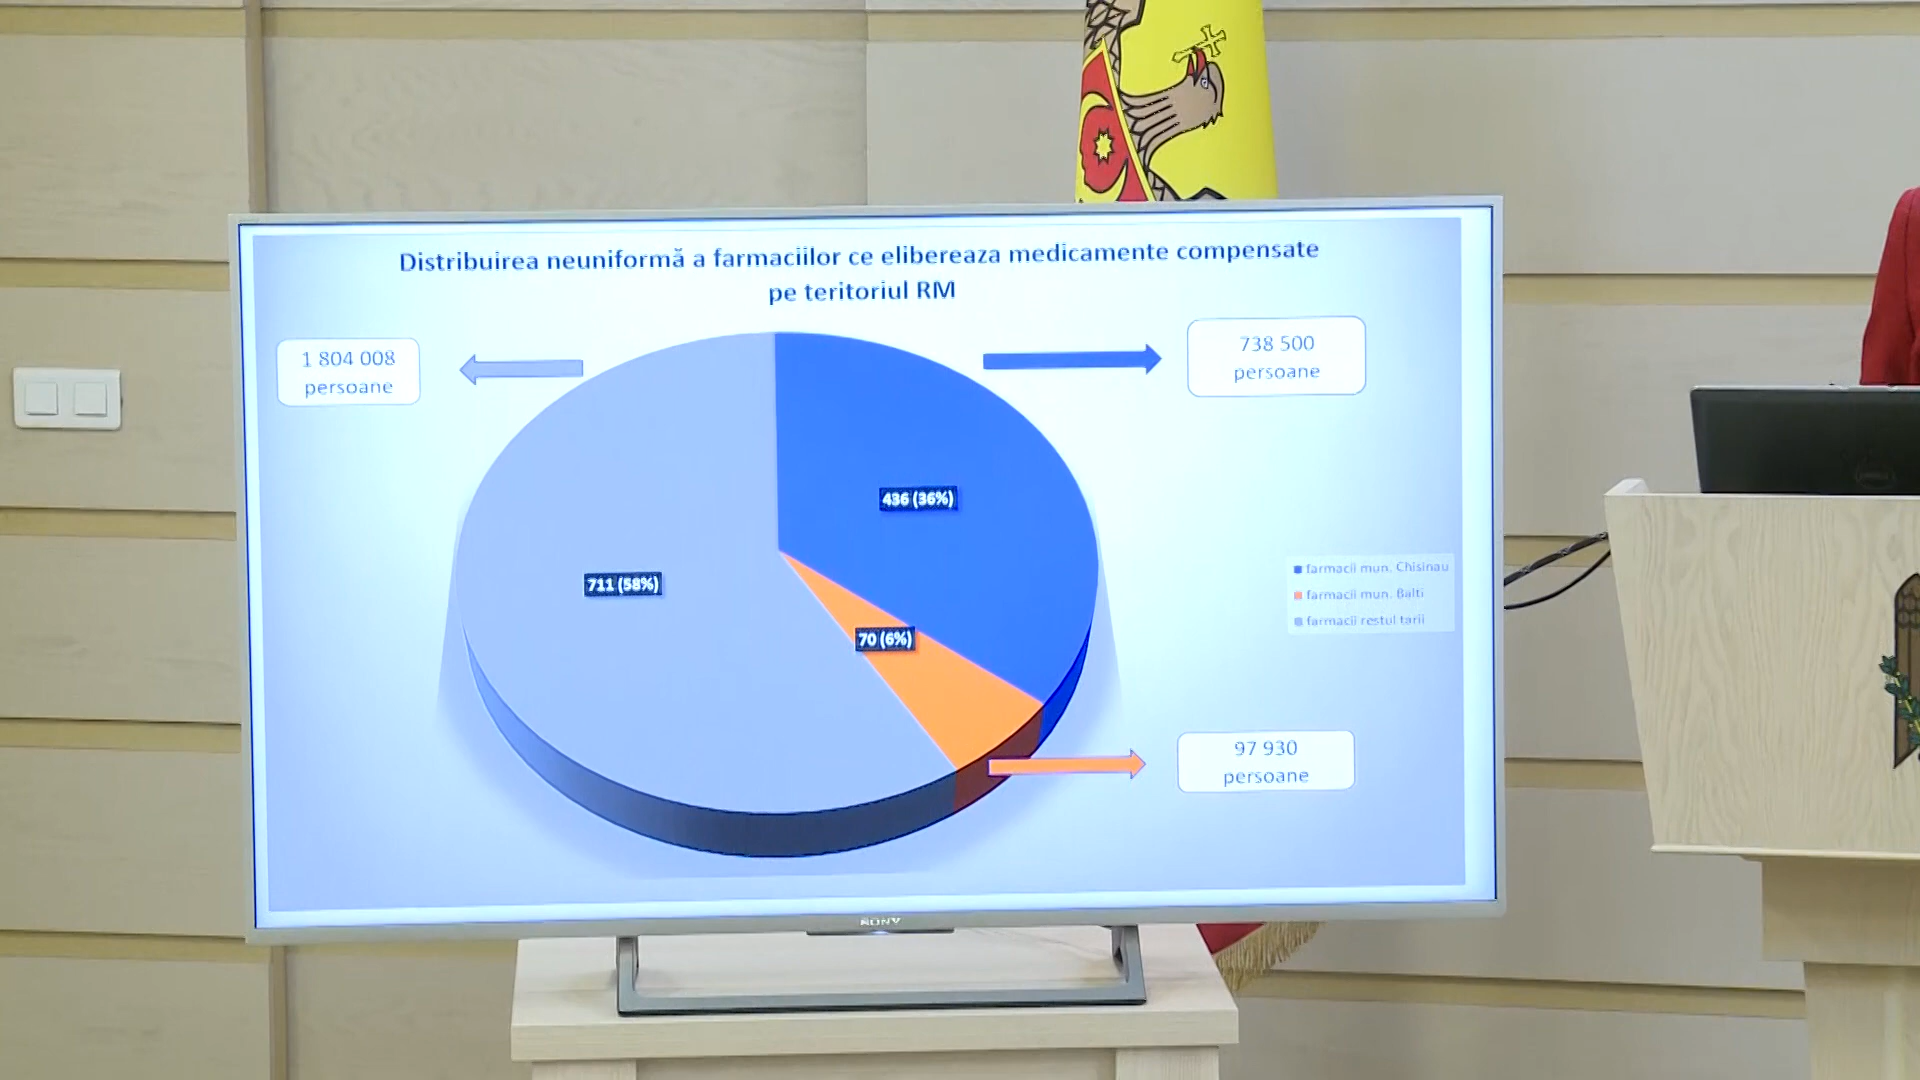 Distribuirea neuniformă a farmaciilor ce elibereaza medicamente compensate
pe teritoriul RM
1 804 008
persoane
738 500
persoane
436 (36%)
711 (58%)
70 (6%)
farmacii mun. Chisinau
farmacii mun. Balti
farmacii restul tarii
97 930
persoane
SONY